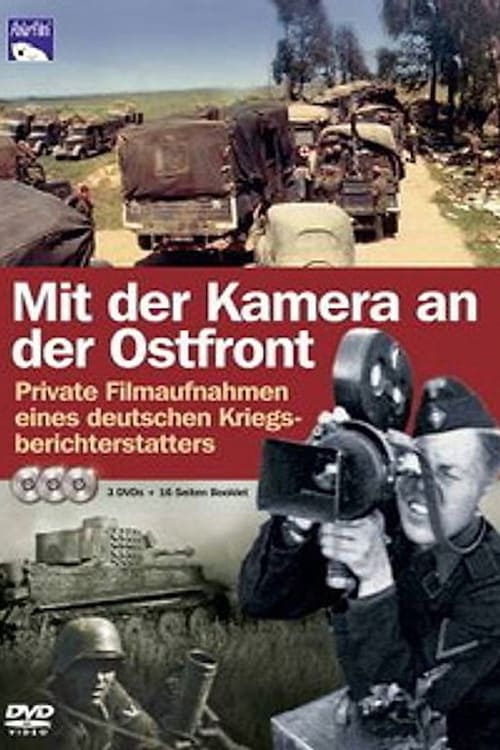 polarfilm
Mit der Kamera an
der Ostfront
Private Filmaufnahmen
eines deutschen Kriegs-
berichterstatters
3 DVDs + 16 Seiten Booklet
DVD
VIDEO